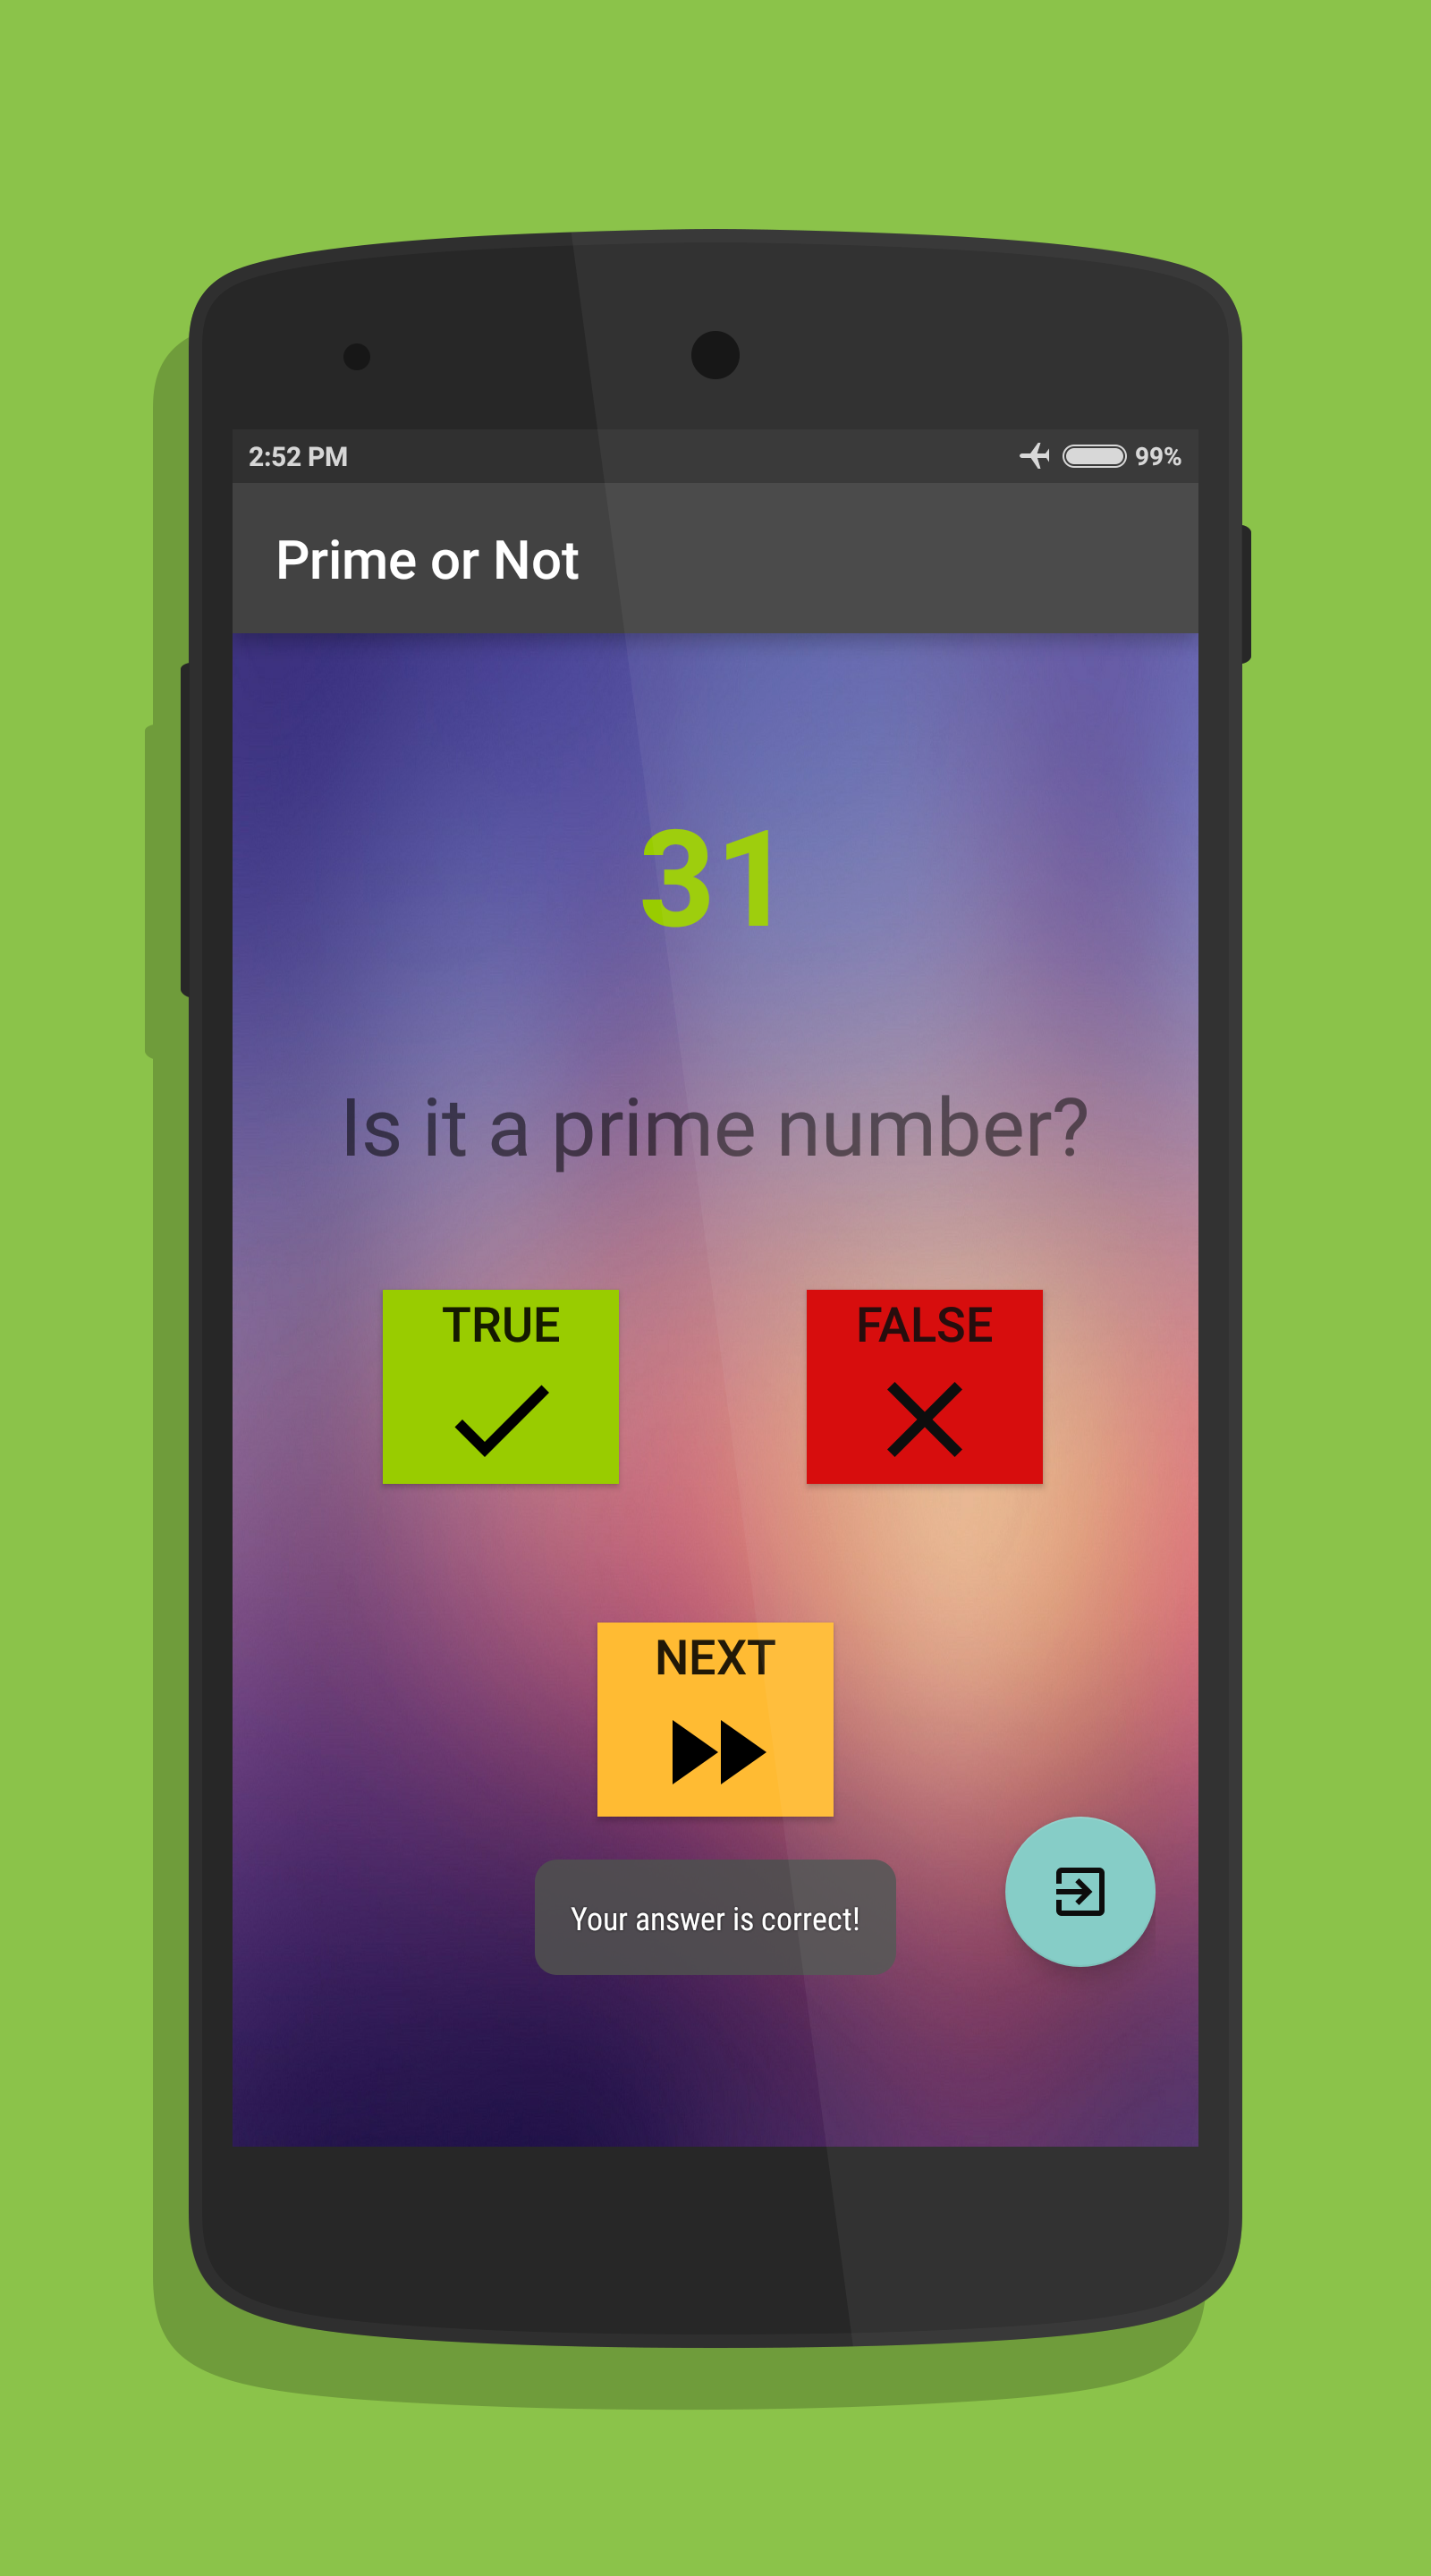 2:52 PM 99%
Prime or Not
31
Is it a prime number?
TRUE FALSE
NEXT
Your answer is correct!